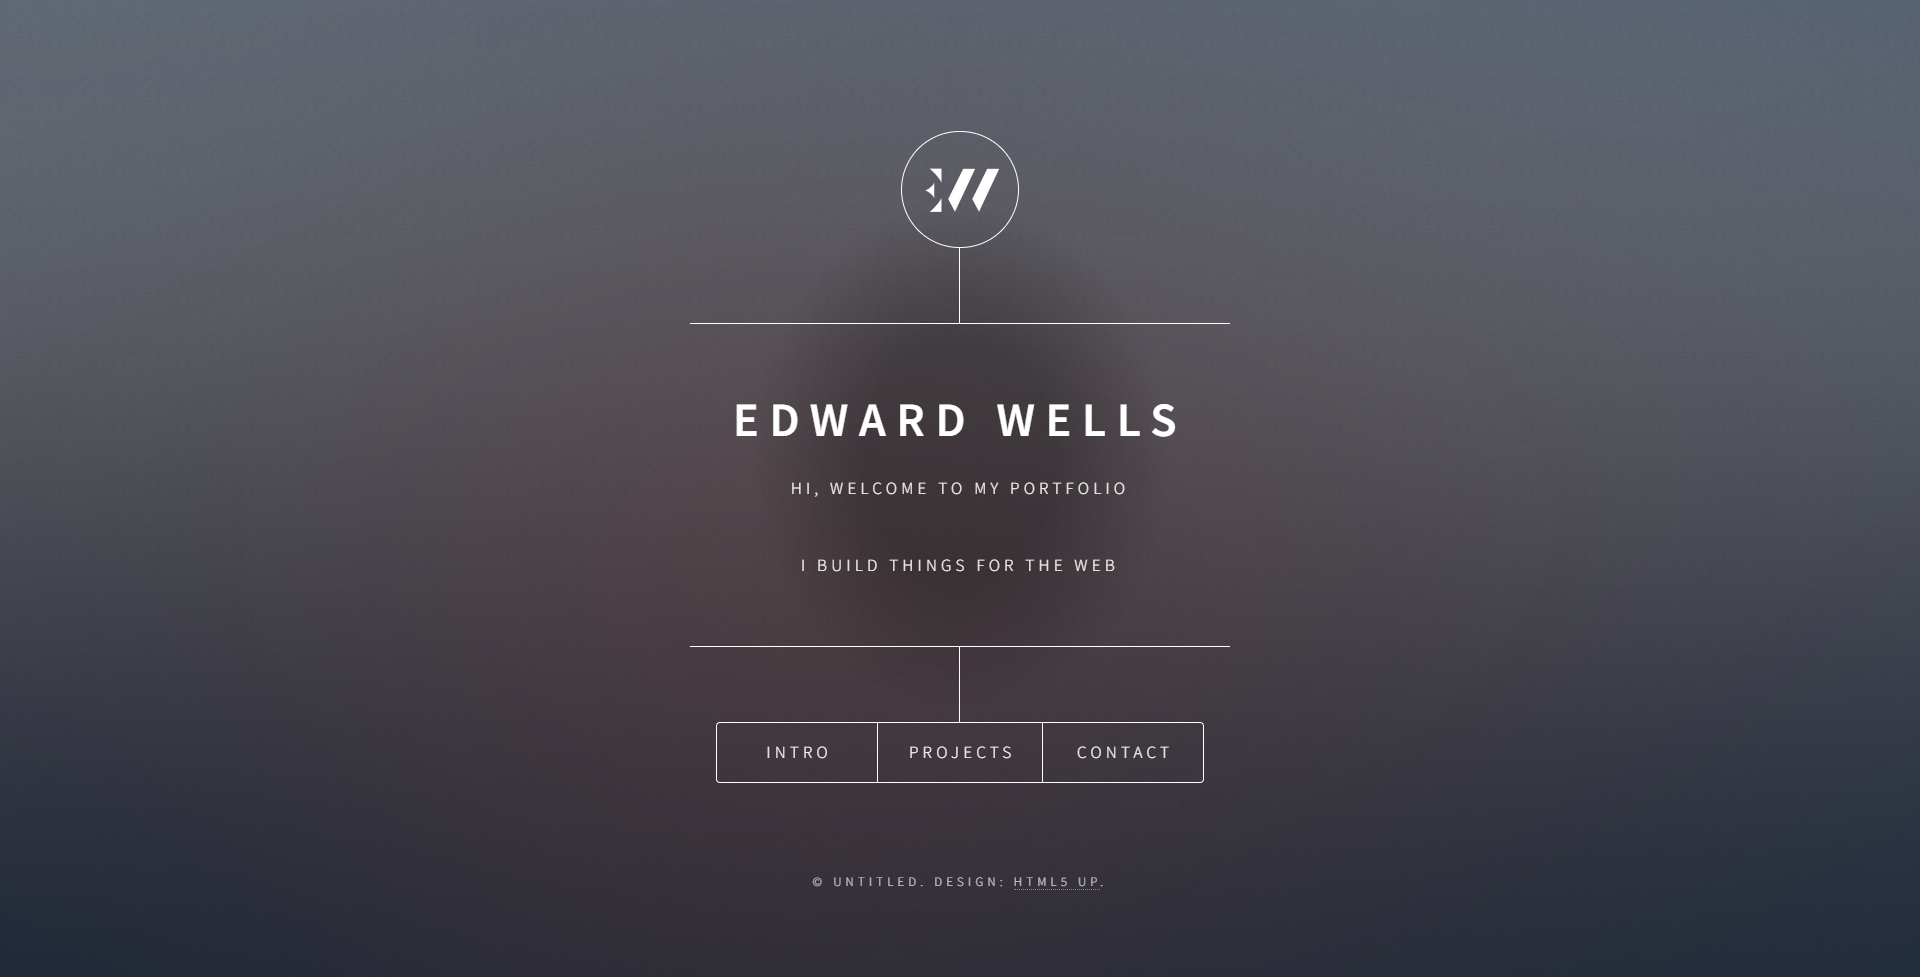 EW
EDWARD WELLS
HI, WELCOME TO MY PORTFOLIO
I BUILD THINGS FOR THE WEB
INTRO PROJECTS CONTACT
© UNTITLED. DESIGN: HTML5 UP.